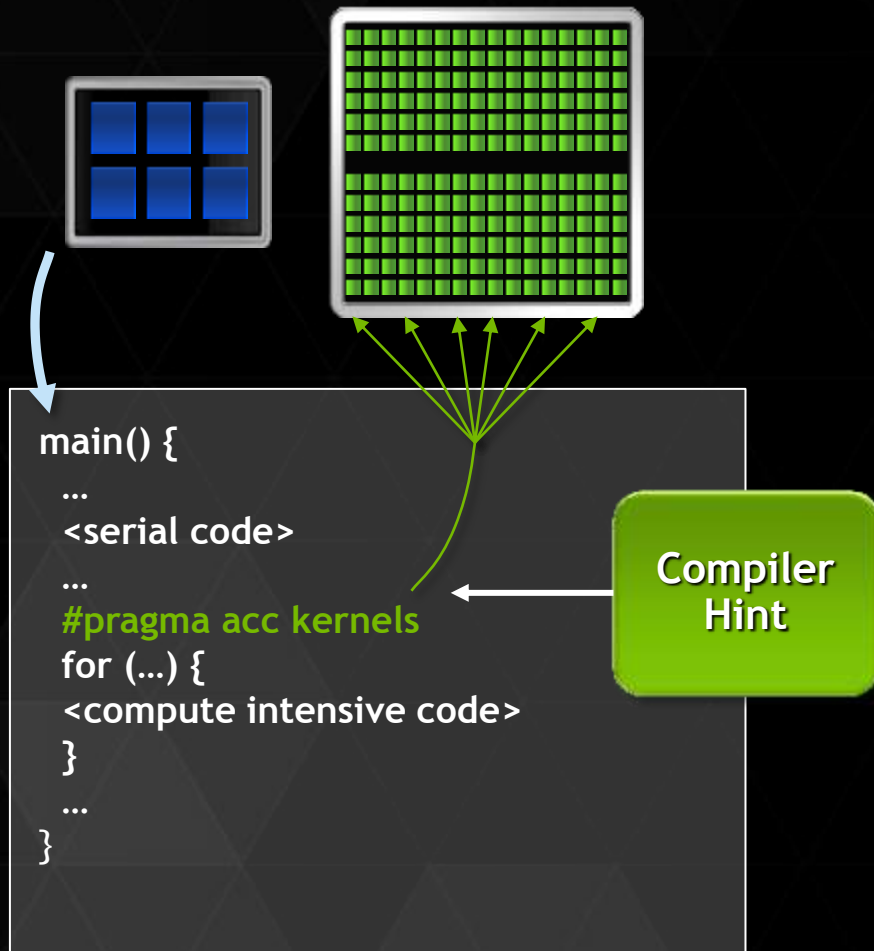 main() {
…
<serial code>
…
#pragma acc kernels
for (…) {
<compute intensive code>
}
…
}
Compiler
Hint